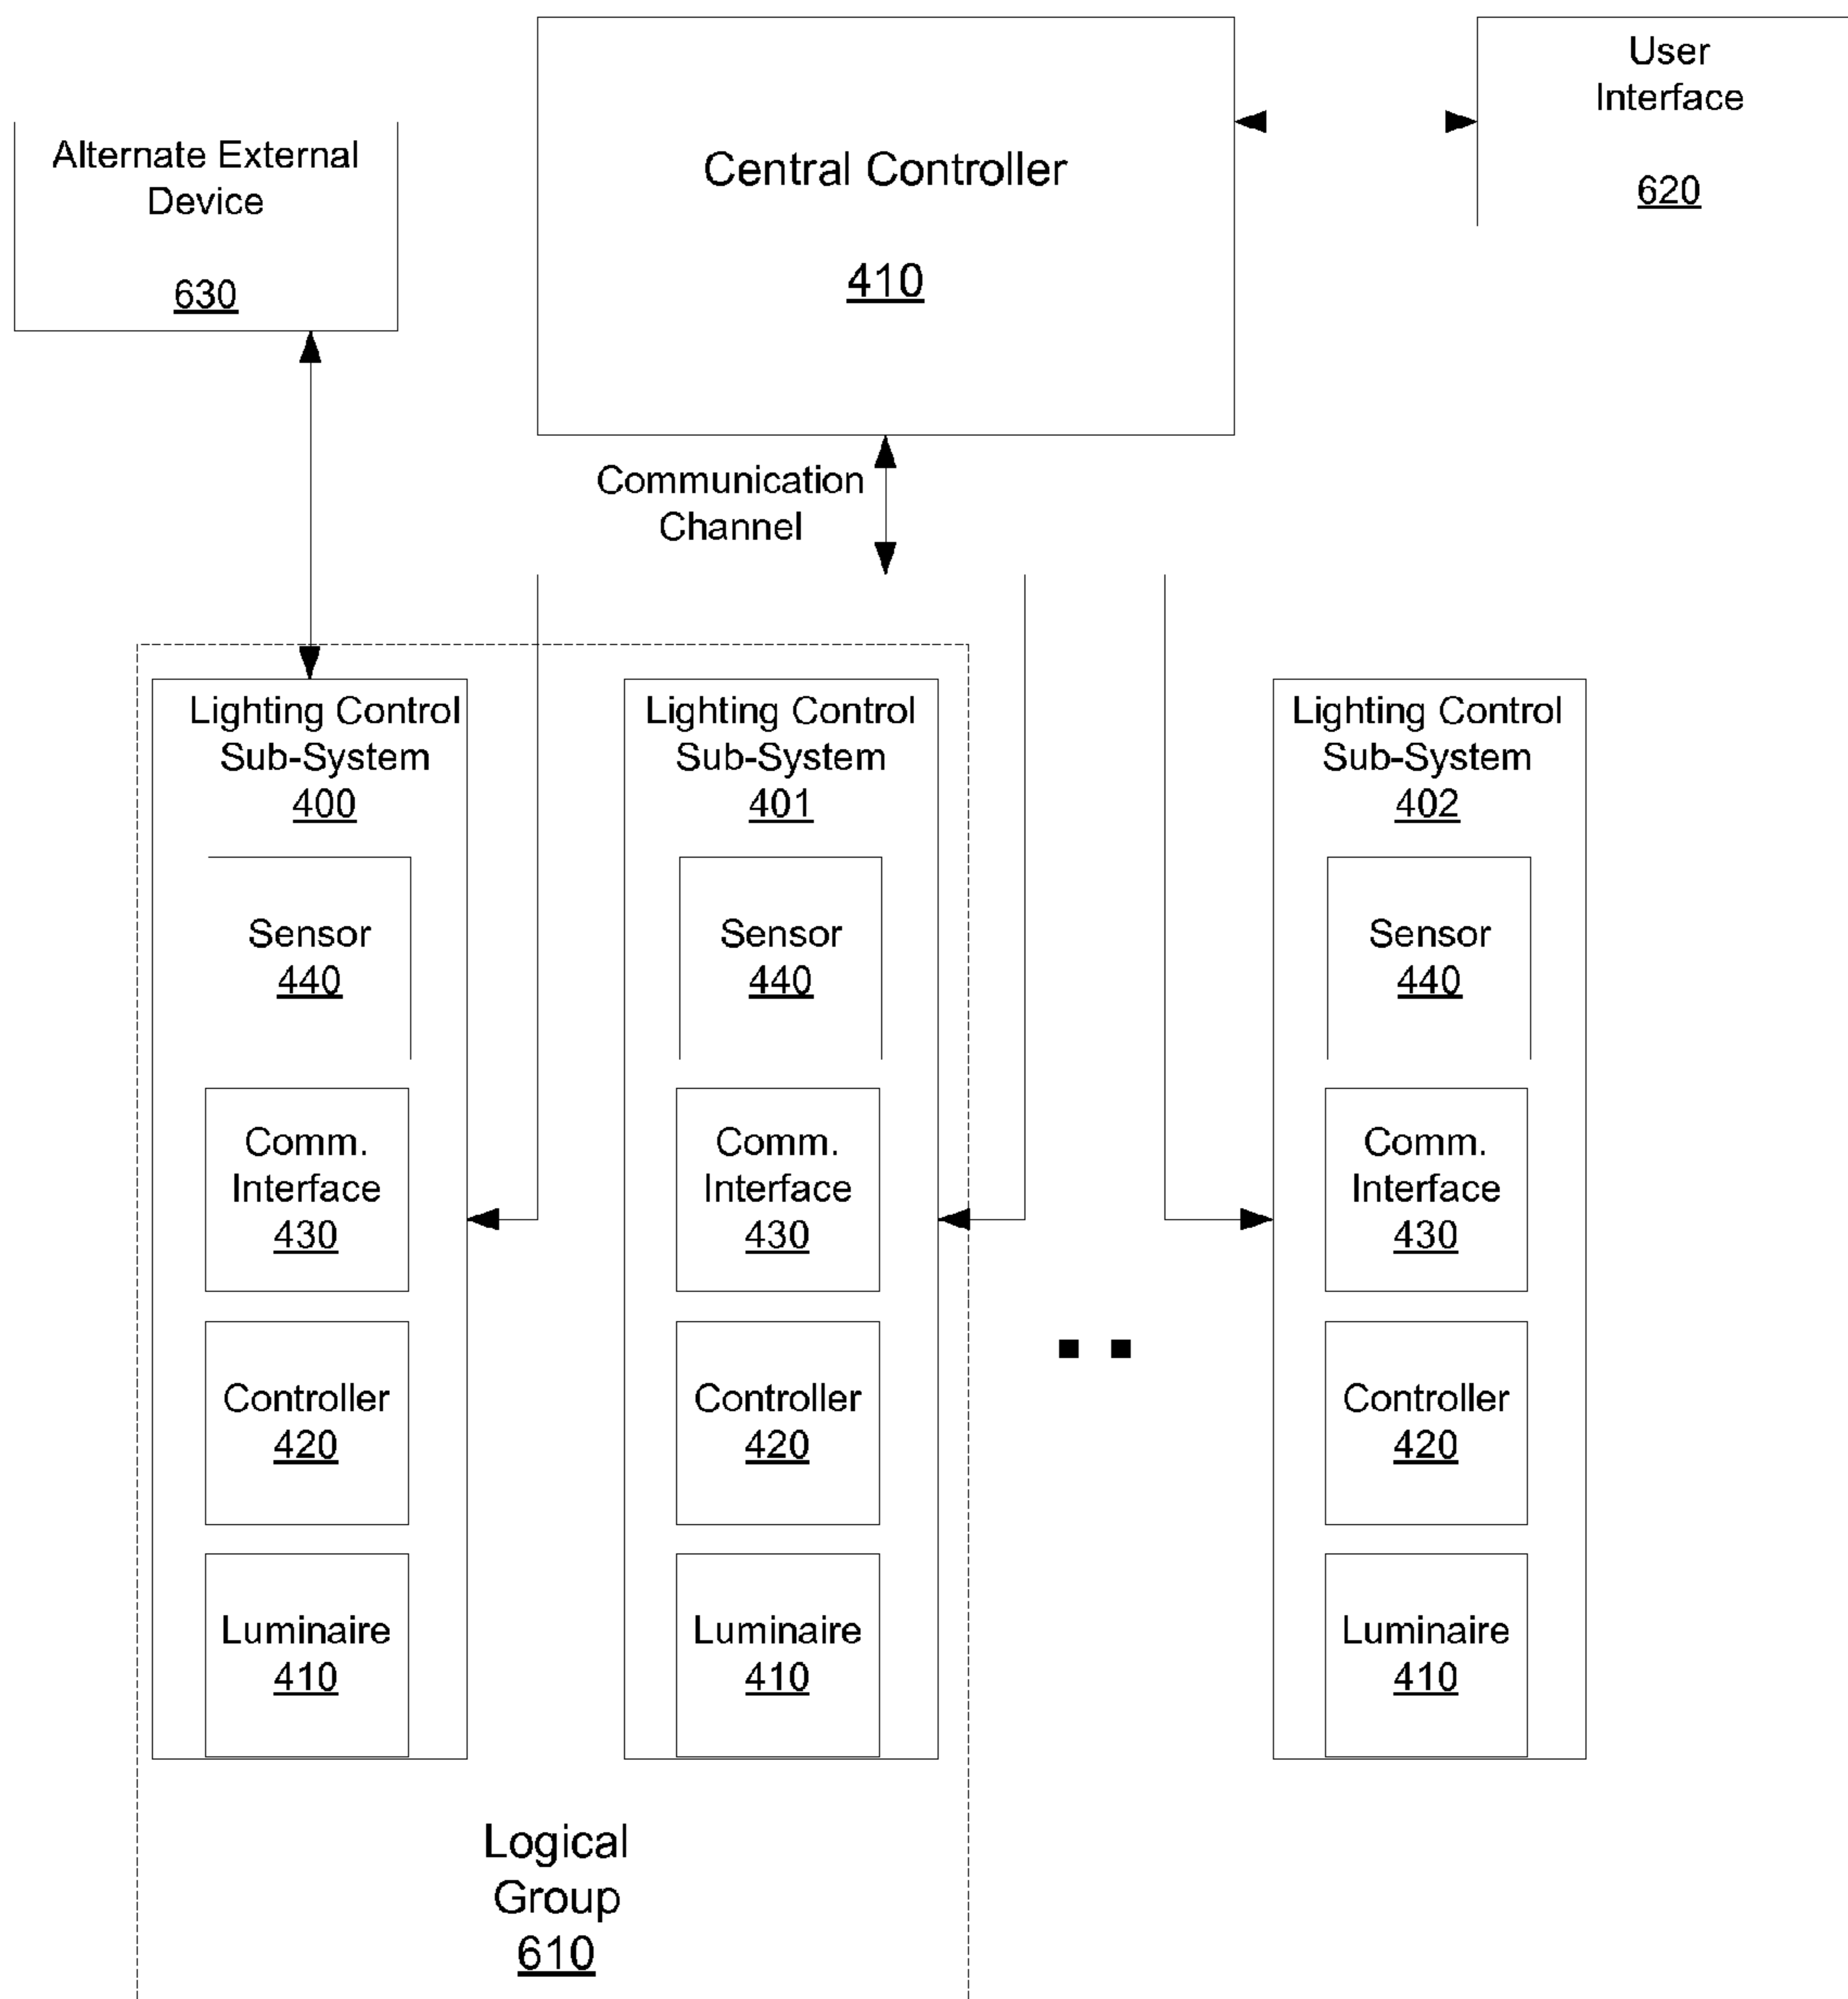 User
Interface
620
Alternate External
Device
630
Central Controller
410
Communication
Channel
Lighting Control
Sub-System
400
Sensor
440
Comm.
Interface
430
Controller
420
Luminaire
410
Lighting Control
Sub-System
401
Sensor
440
Comm.
Interface
430
Controller
420
Luminaire
410
Lighting Control
Sub-System
402
Sensor
440
Comm.
Interface
430
Controller
420
Luminaire
410
Logical
Group
610